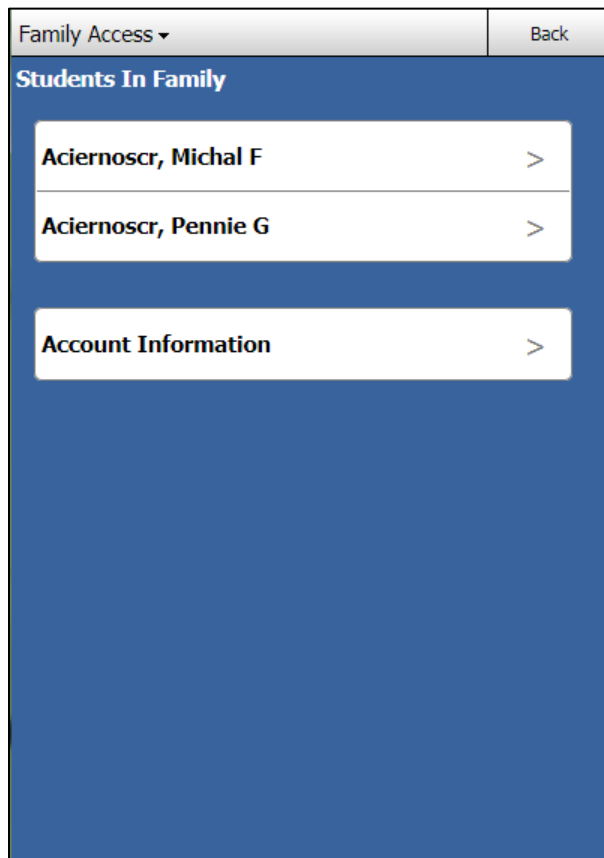 Family Access ▾ Back
Students In Family
Aciernoscr, Michal F >
Aciernoscr, Pennie G >
Account Information >